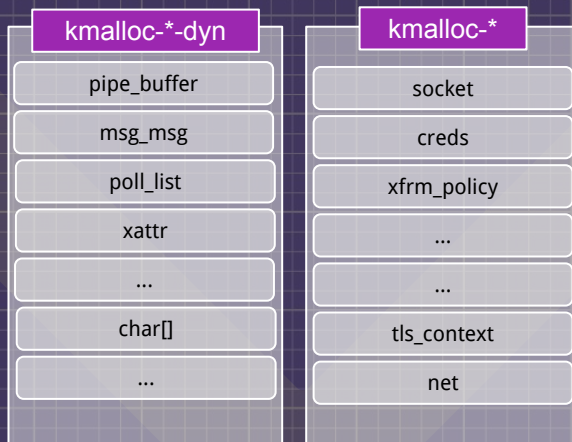 kmalloc-*-dyn
pipe_buffer
msg_msg
poll_list
xattr
...
char[]
...
kmalloc-*
socket
creds
xfrm_policy
...
...
tls_context
net